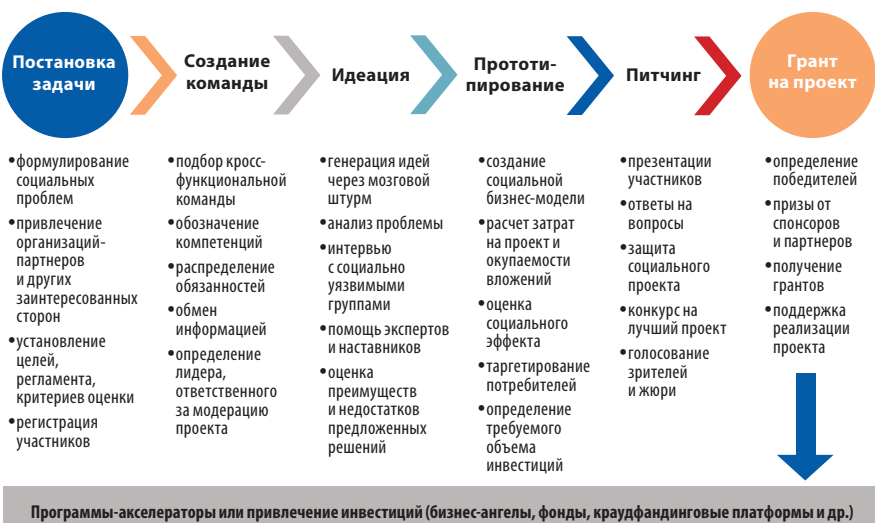 Постановка
задачи
Создание
команды
Идеация
Прототи-
пирование
Питчинг
Грант
на проект
•формулирование
социальных
проблем
•привлечение
организаций-
партнеров
и других
заинтересованных
сторон
•установление
целей,
регламента,
критериев оценки
•регистрация
участников
•подбор кросс-
функциональной
команды
•обозначение
компетенций
•распределение
обязанностей
•обмен
информацией
•определение
лидера,
ответственного
за модерацию
проекта
•генерация идей
через мозговой
штурм
•анализ проблемы
•интервью
с социально
уязвимыми
группами
•помощь экспертов
и наставников
•оценка
преимуществ
и недостатков
предложенных
решений
•создание
социальной
бизнес-модели
•расчет затрат
на проект и
окупаемости
вложений
•оценка
социального
эффекта
•таргетирование
потребителей
•определение
требуемого
объема
инвестиций
•презентации
участников
•ответы на
вопросы
•защита
социального
проекта
•конкурс на
лучший проект
•голосование
зрителей
и жюри
•определение
победителей
•призы от
спонсоров
и партнеров
•получение
грантов
•поддержка
реализации
проекта
Программы-акселераторы или привлечение инвестиций (бизнес-ангелы, фонды, краудфандинговые платформы и др.)